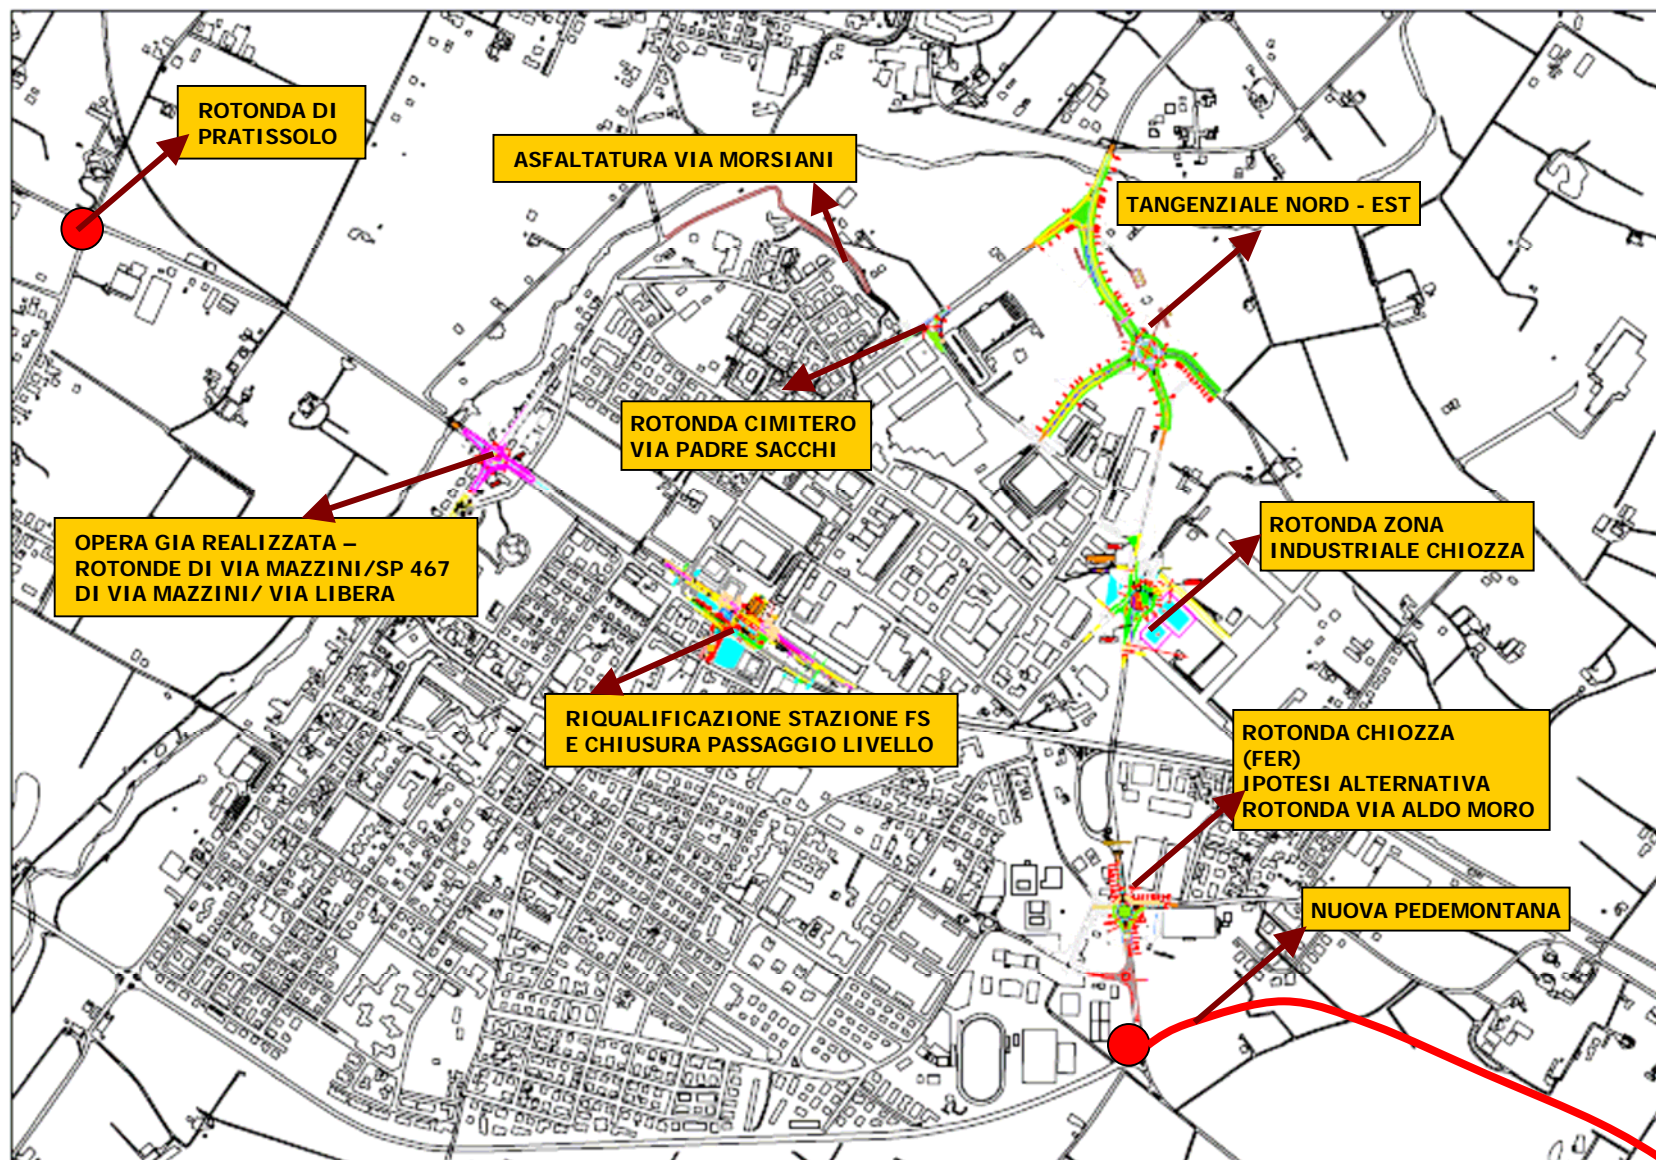 ROTONDA DI
PRATISSOLO
ASFALTATURA VIA MORSIANI
TANGENZIALE NORD - EST
ROTONDA CIMITERO
VIA PADRE SACCHI
OPERA GIA REALIZZATA –
ROTONDE DI VIA MAZZINI/SP 467
DI VIA MAZZINI/ VIA LIBERA
ROTONDA ZONA
INDUSTRIALE CHIOZZA
RIQUALIFICAZIONE STAZIONE FS
E CHIUSURA PASSAGGIO LIVELLO
ROTONDA CHIOZZA
(FER)
IPOTESI ALTERNATIVA
ROTONDA VIA ALDO MORO
NUOVA PEDEMONTANA